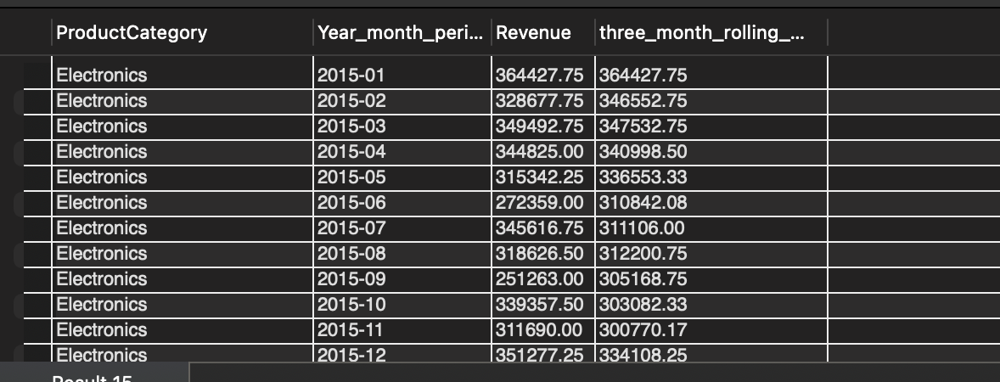 ProductCategory Year_month_peri... Revenue three_month_rolling_...
Electronics 2015-01 364427.75 364427.75
Electronics 2015-02 328677.75 346552.75
Electronics 2015-03 349492.75 347532.75
Electronics 2015-04 344825.00 340998.50
Electronics 2015-05 315342.25 336553.33
Electronics 2015-06 272359.00 310842.08
Electronics 2015-07 345616.75 311106.00
Electronics 2015-08 318626.50 312200.75
Electronics 2015-09 251263.00 305168.75
Electronics 2015-10 339357.50 303082.33
Electronics 2015-11 311690.00 300770.17
Electronics 2015-12 351277.25 334108.25
Result 15